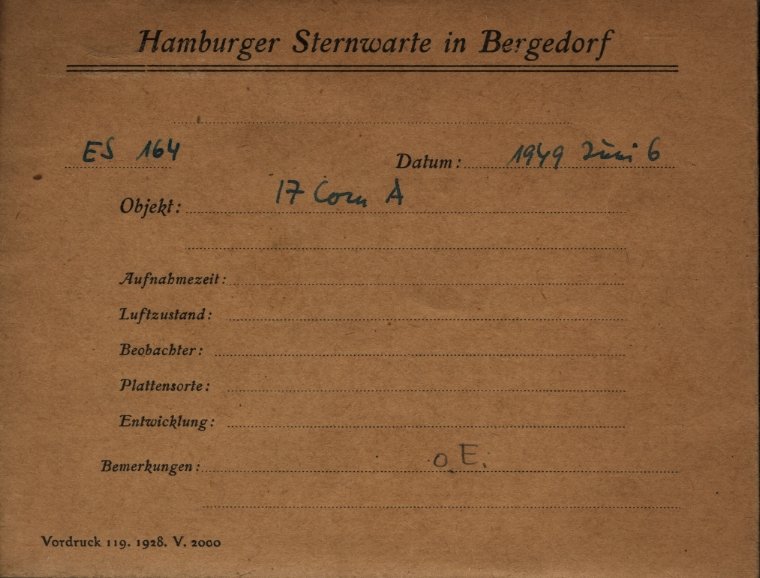 Hamburger Sternwarte in Bergedorf
ES 164 Datum: 1949 Juni 6
Objekt: 17 Com A
Aufnahmezeit:
Luftzustand:
Beobachter:
Plattensorte:
Entwicklung:
Bemerkungen: o.E.
Vordruck 119. 1928. V. 2000